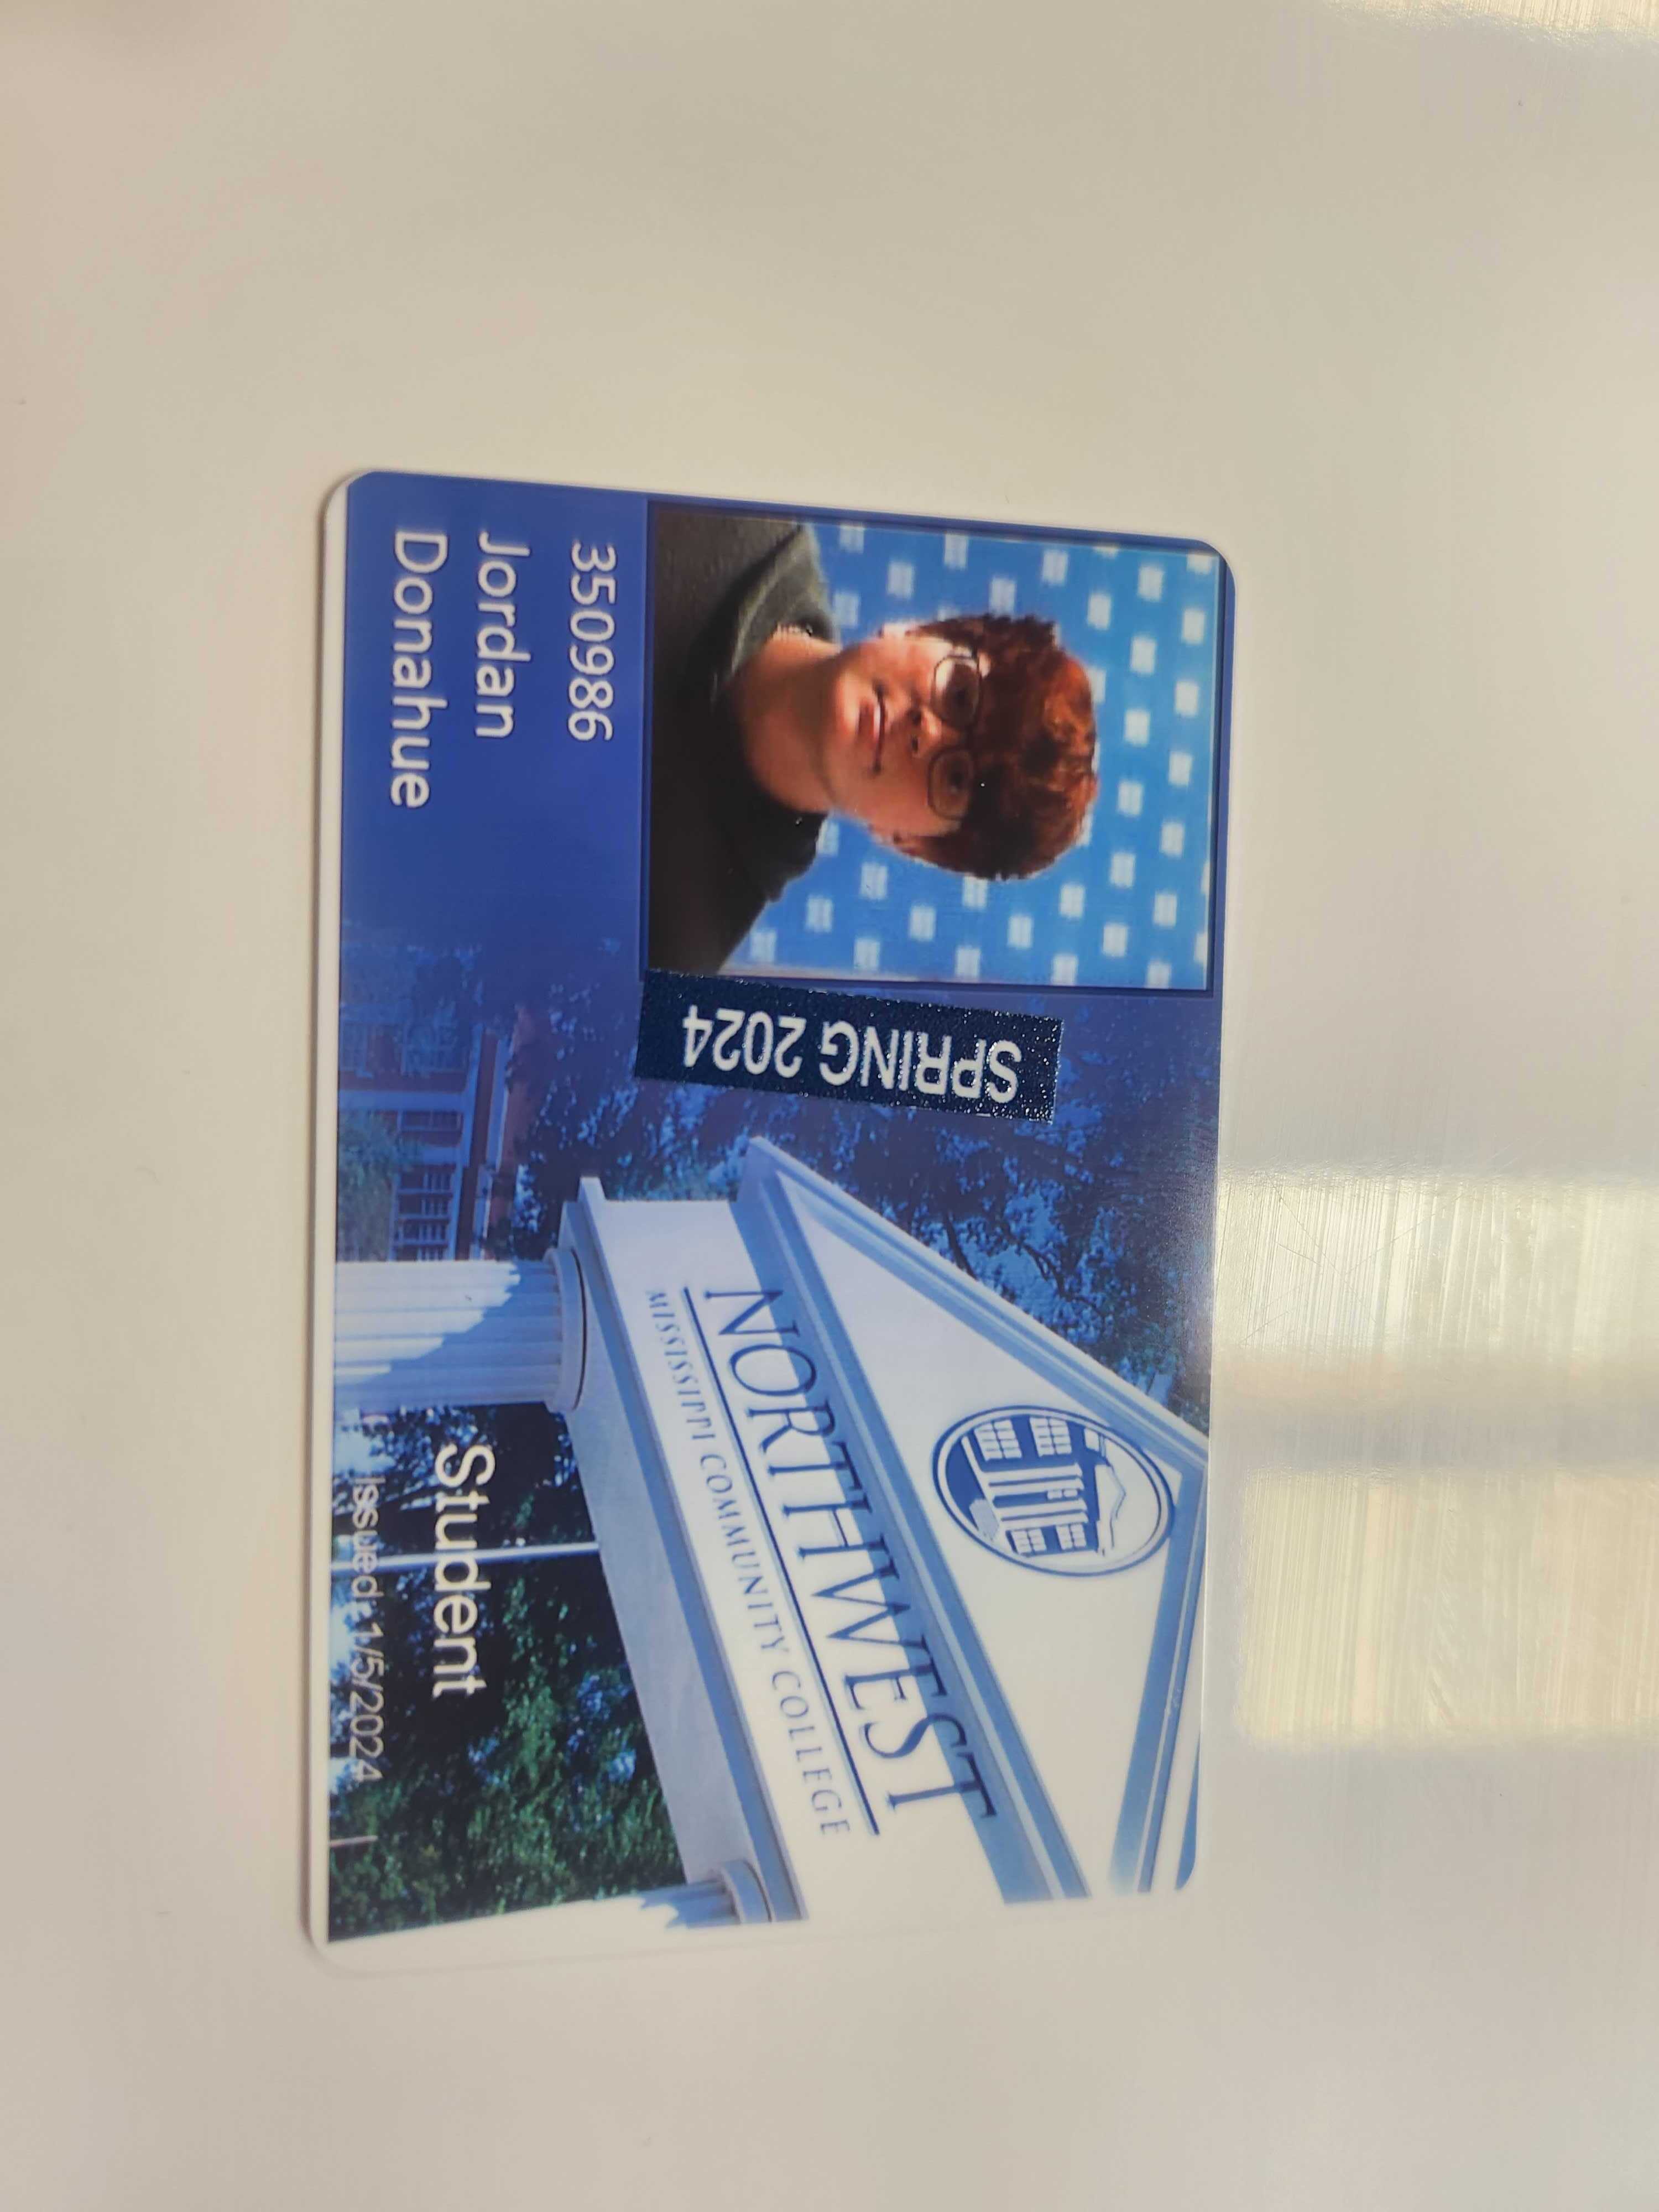 SPRING 2024
NORTHWEST
MISSISSIPPI COMMUNITY COLLEGE
350986
Jordan
Donahue
Student
Issued: 1/5/2024